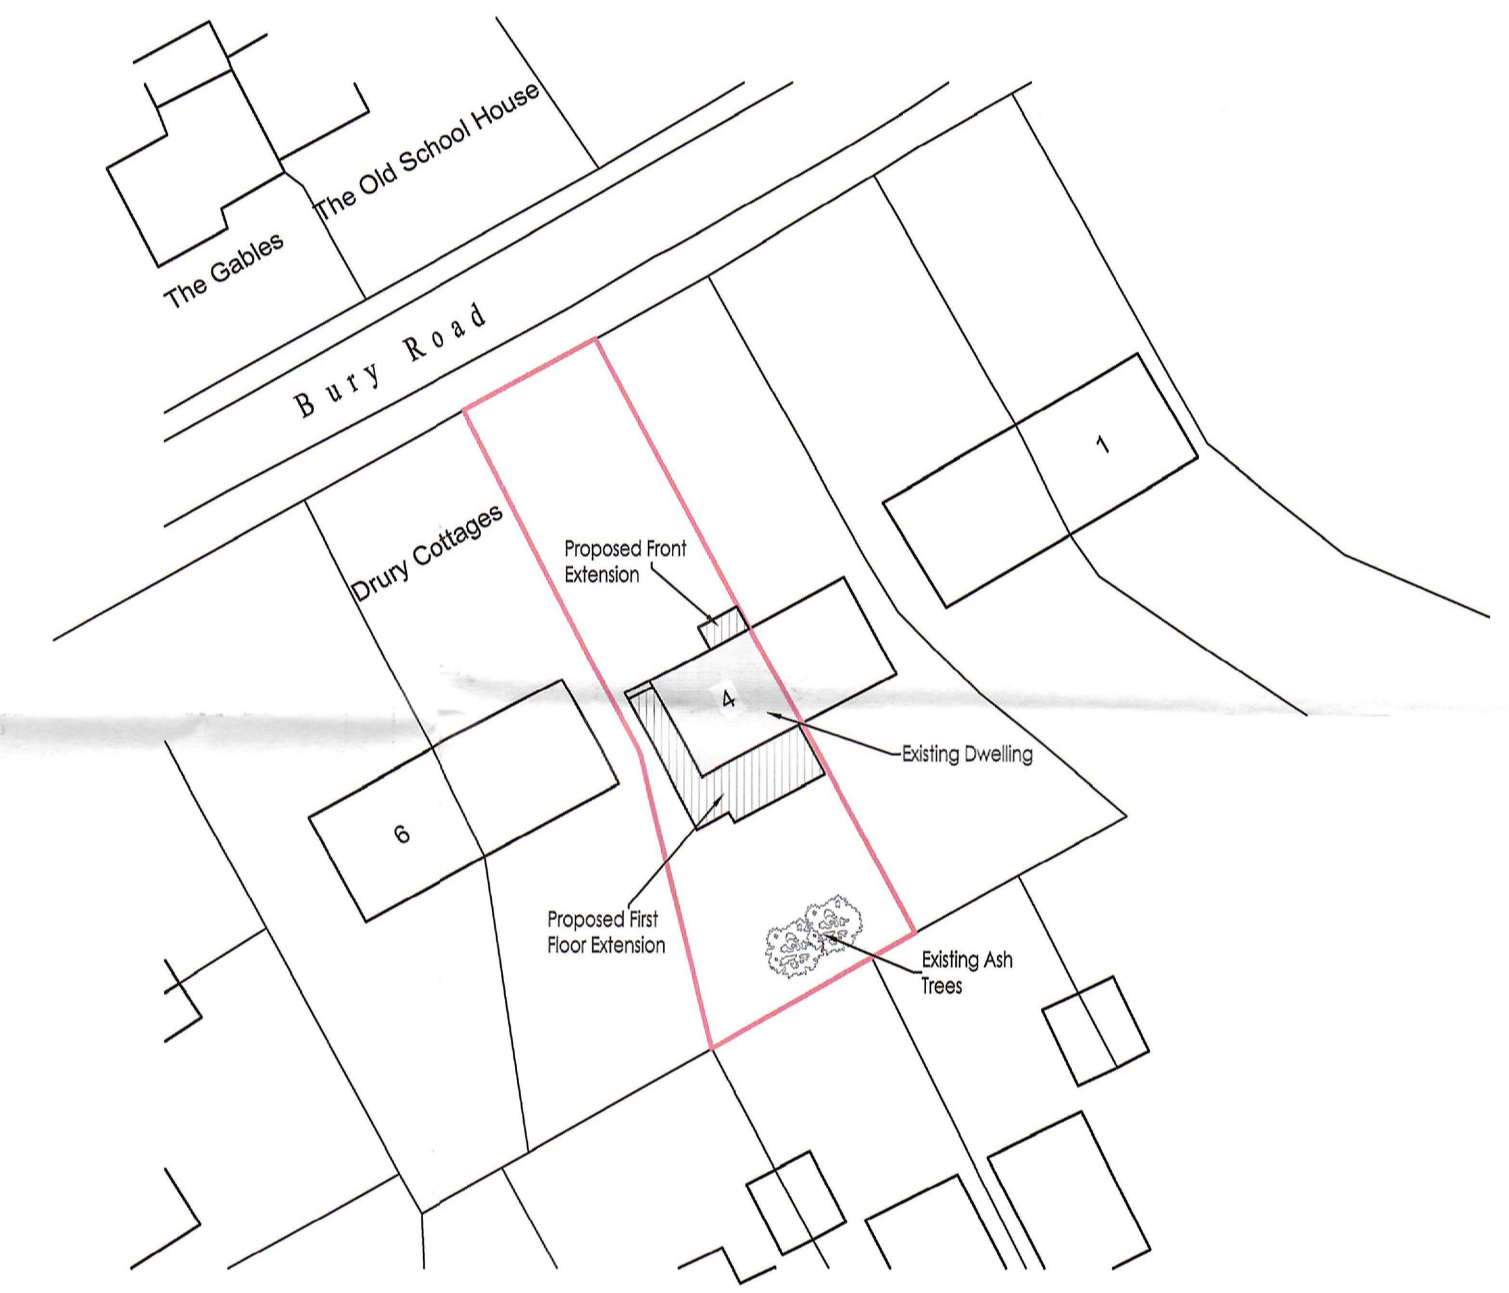 The Old School House
The Gables
Bury Road
1
Drury Cottages
Proposed Front
Extension
4
Existing Dwelling
6
Proposed First
Floor Extension
Existing Ash
Trees